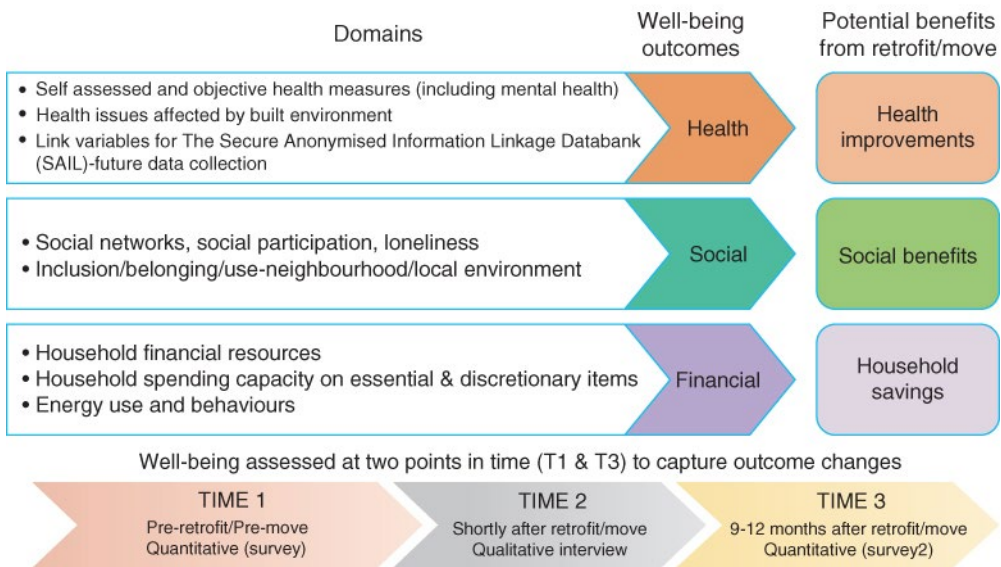 Domains
Well-being
outcomes
Potential benefits
from retrofit/move
• Self assessed and objective health measures (including mental health)
• Health issues affected by built environment
• Link variables for The Secure Anonymised Information Linkage Databank
(SAIL)-future data collection
Health
Health
improvements
• Social networks, social participation, loneliness
• Inclusion/belonging/use-neighbourhood/local environment
Social
Social benefits
• Household financial resources
• Household spending capacity on essential & discretionary items
• Energy use and behaviours
Financial
Household
savings
Well-being assessed at two points in time (T1 & T3) to capture outcome changes
TIME 1
Pre-retrofit/Pre-move
Quantitative (survey)
TIME 2
Shortly after retrofit/move
Qualitative interview
TIME 3
9-12 months after retrofit/move
Quantitative (survey2)